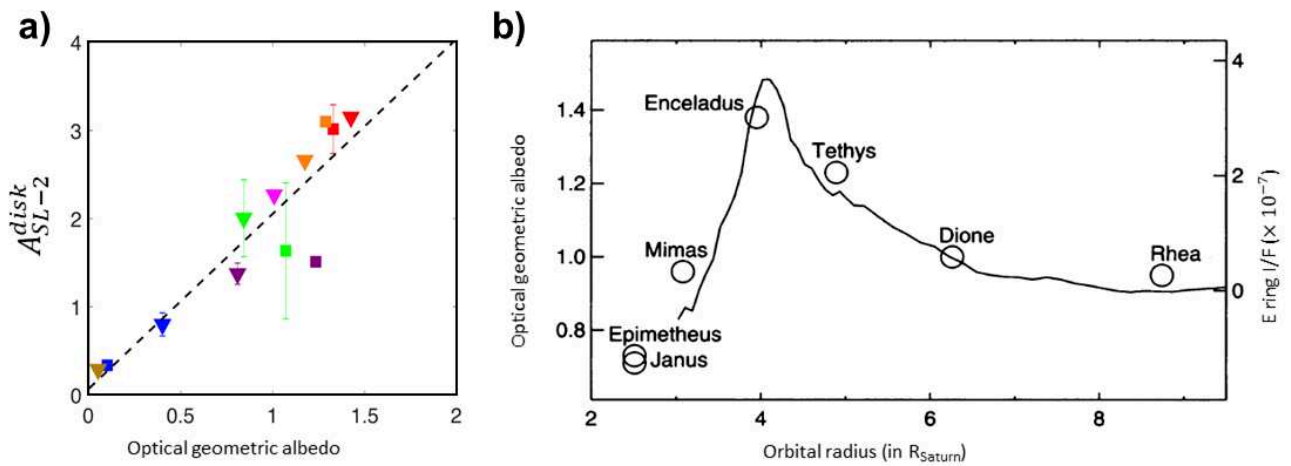 a)
4
3
2
1
0
A^{disk}_{SL-2}
0 0.5 1 1.5 2
Optical geometric albedo
b)
1.4
1.2
1.0
0.8
Optical geometric albedo
Enceladus
Tethys
Mimas
Dione
Rhea
Epimetheus
Janus
4
2
0
E ring I/F (× 10⁻⁷)
2 4 6 8
Orbital radius (in R_{Saturn})